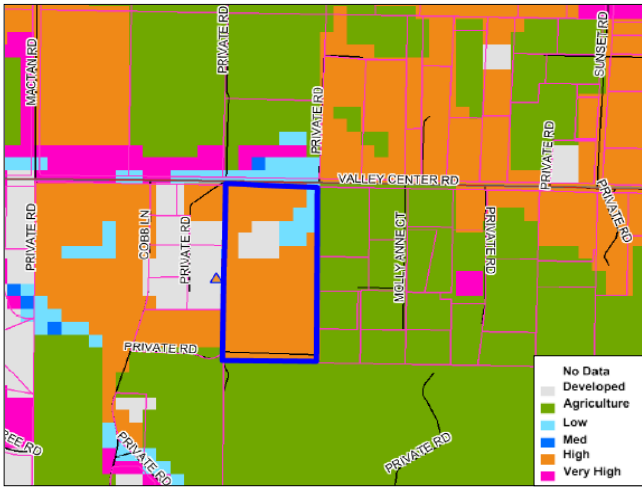 MACTAN RD
PRIVATE RD
PRIVATE RD
SUNSET RD
PRIVATE RD
VALLEY CENTER RD
PRIVATE RD
COBB LN
PRIVATE RD
MOLLY ANNE CT
PRIVATE RD
PRIVATE RD
PRIVATE RD
No Data
Developed
Agriculture
Low
Med
High
Very High
REE RD
PRIVATE RD
PRIVATE RD